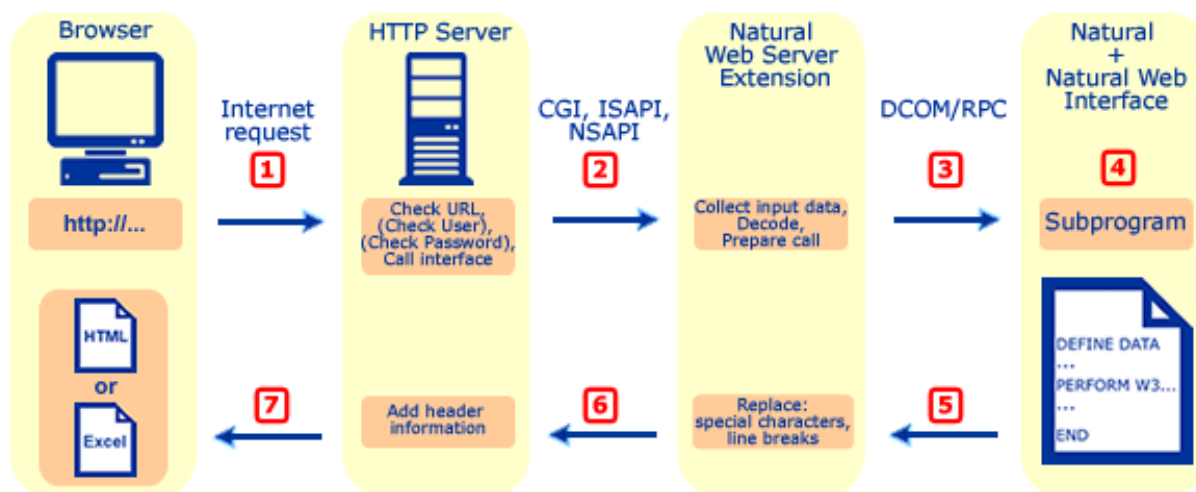 Browser
Internet
request
1
http://...
HTTP Server
CGI, ISAPI,
NSAPI
2
Check URL,
(Check User),
(Check Password),
Call interface
Natural
Web Server
Extension
DCOM/RPC
3
Collect input data,
Decode,
Prepare call
Natural
+
Natural Web
Interface
4
Subprogram
DEFINE DATA
...
PERFORM W3...
...
END
5
Replace:
special characters,
line breaks
6
Add header
information
7
HTML
or
Excel